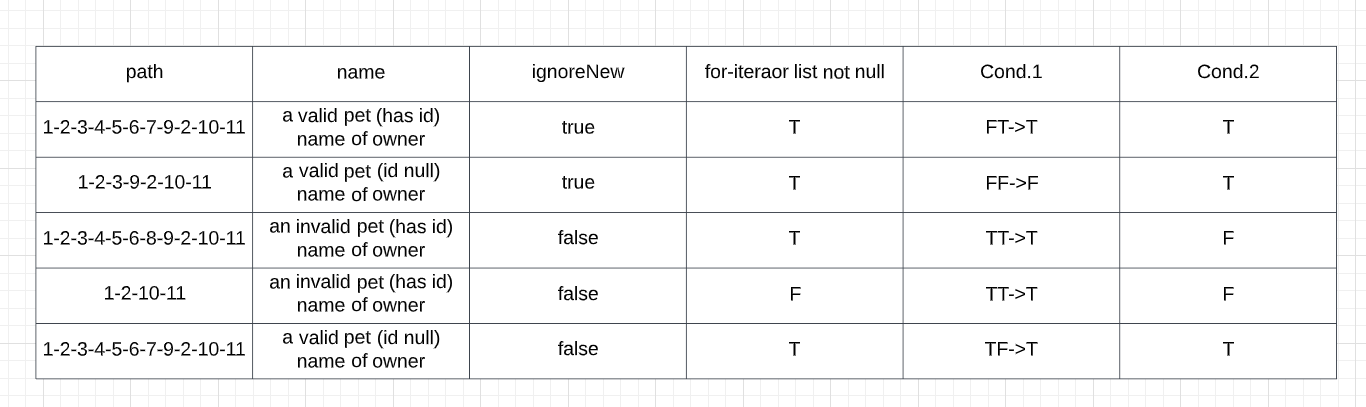 path
name
ignoreNew
for-iteraor list not null
Cond.1
Cond.2
1-2-3-4-5-6-7-9-2-10-11
a valid pet (has id)
name of owner
true
T
FT->T
T
1-2-3-9-2-10-11
a valid pet (id null)
name of owner
true
T
FF->F
T
1-2-3-4-5-6-8-9-2-10-11
an invalid pet (has id)
name of owner
false
T
TT->T
F
1-2-10-11
an invalid pet (has id)
name of owner
false
F
TT->T
F
1-2-3-4-5-6-7-9-2-10-11
a valid pet (id null)
name of owner
false
T
TF->T
T